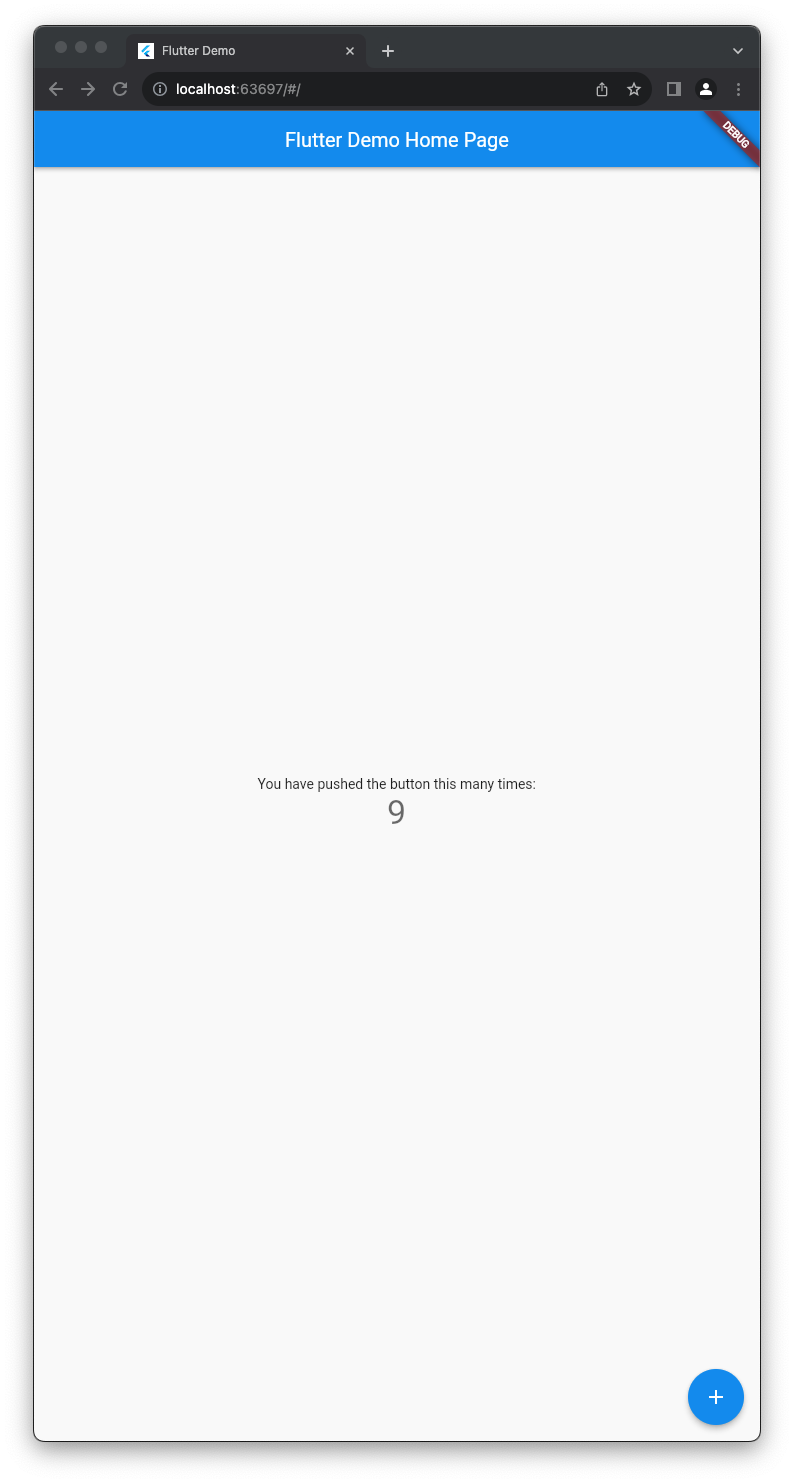 Flutter Demo
localhost:63697/#/
Flutter Demo Home Page
DEBUG
You have pushed the button this many times:
9